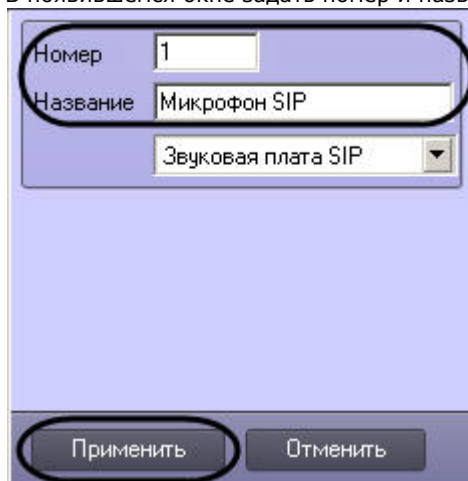 В появившемся окне задать номер и назв
Номер 1
Название Микрофон SIP
Звуковая плата SIP
Применить Отменить